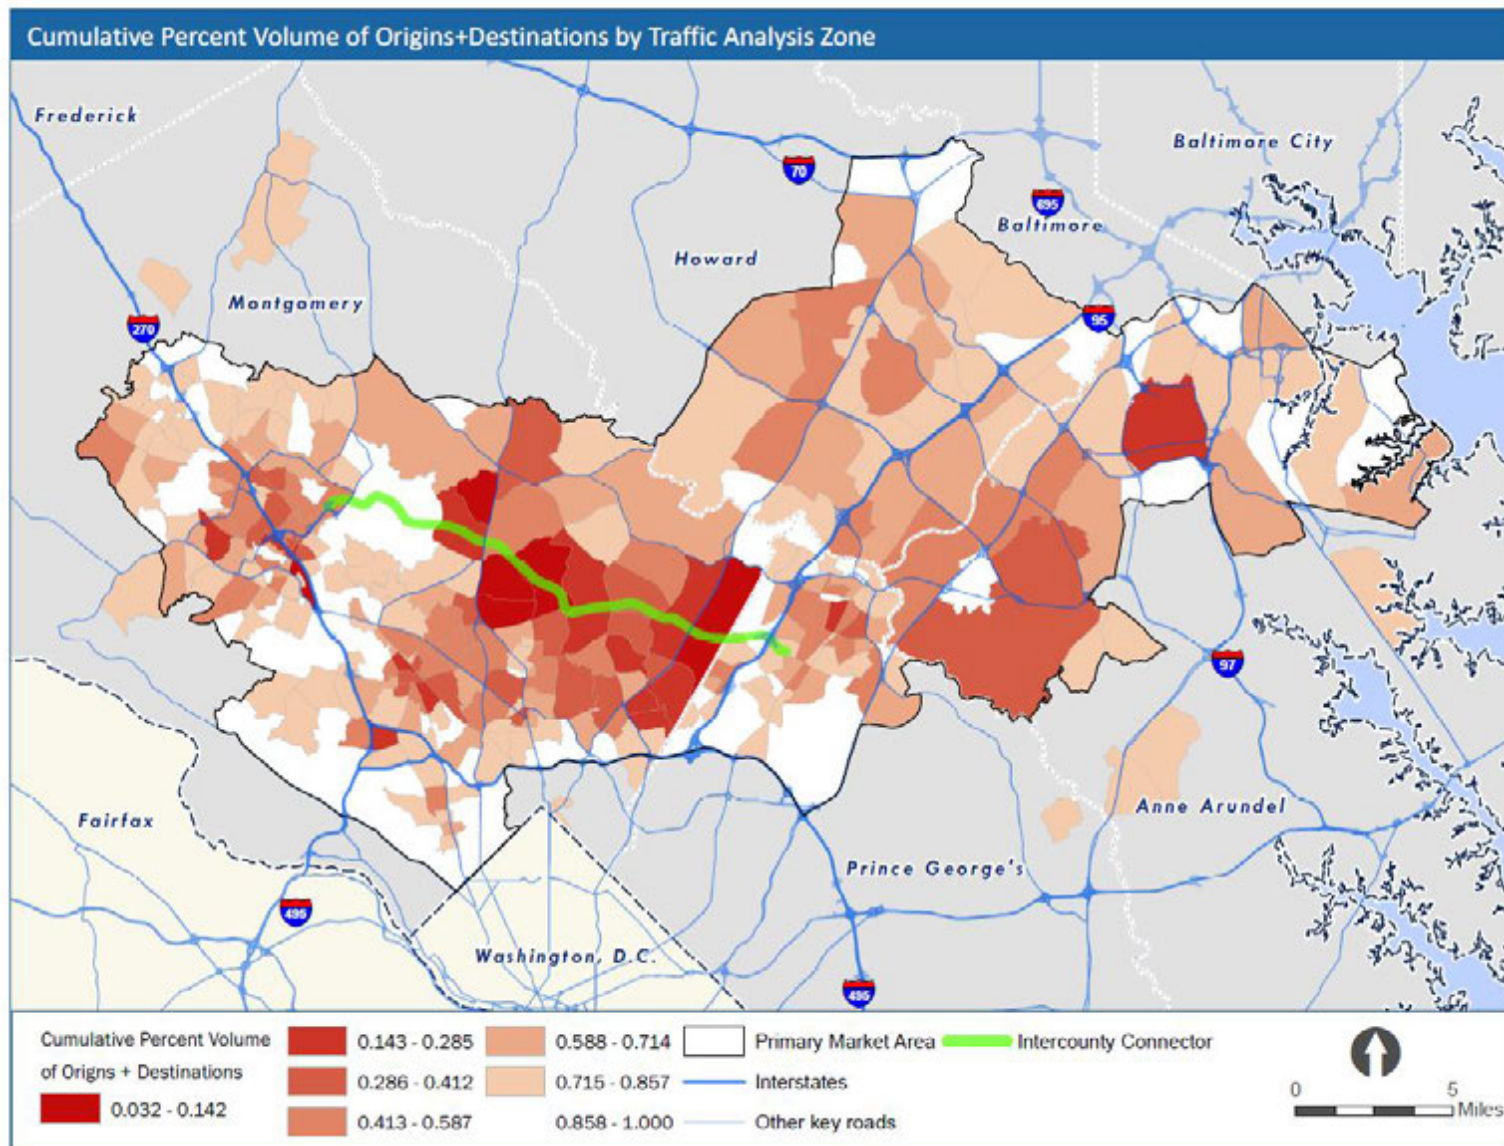 Cumulative Percent Volume of Origins+Destinations by Traffic Analysis Zone
Frederick
Baltimore City
70
695
Baltimore
Howard
Montgomery
270
95
97
Anne Arundel
Fairfax
Prince George's
495
Washington, D.C.
495
Cumulative Percent Volume
of Origns + Destinations
0.032 - 0.142
0.143 - 0.285
0.286 - 0.412
0.413 - 0.587
0.588 - 0.714
0.715 - 0.857
0.858 - 1.000
Primary Market Area
Interstates
Other key roads
Intercounty Connector
0 5
Miles